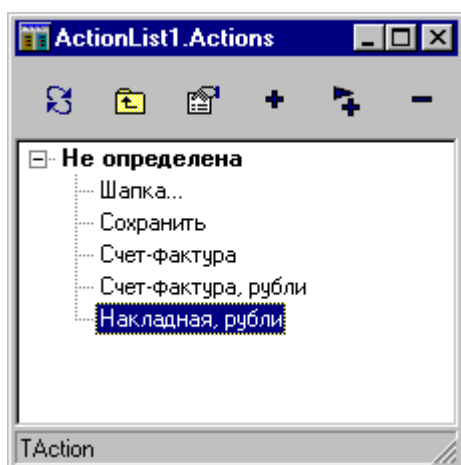 ActionList1.Actions
Не определена
Шапка...
Сохранить
Счет-фактура
Счет-фактура, рубли
Накладная, рубли
TAction